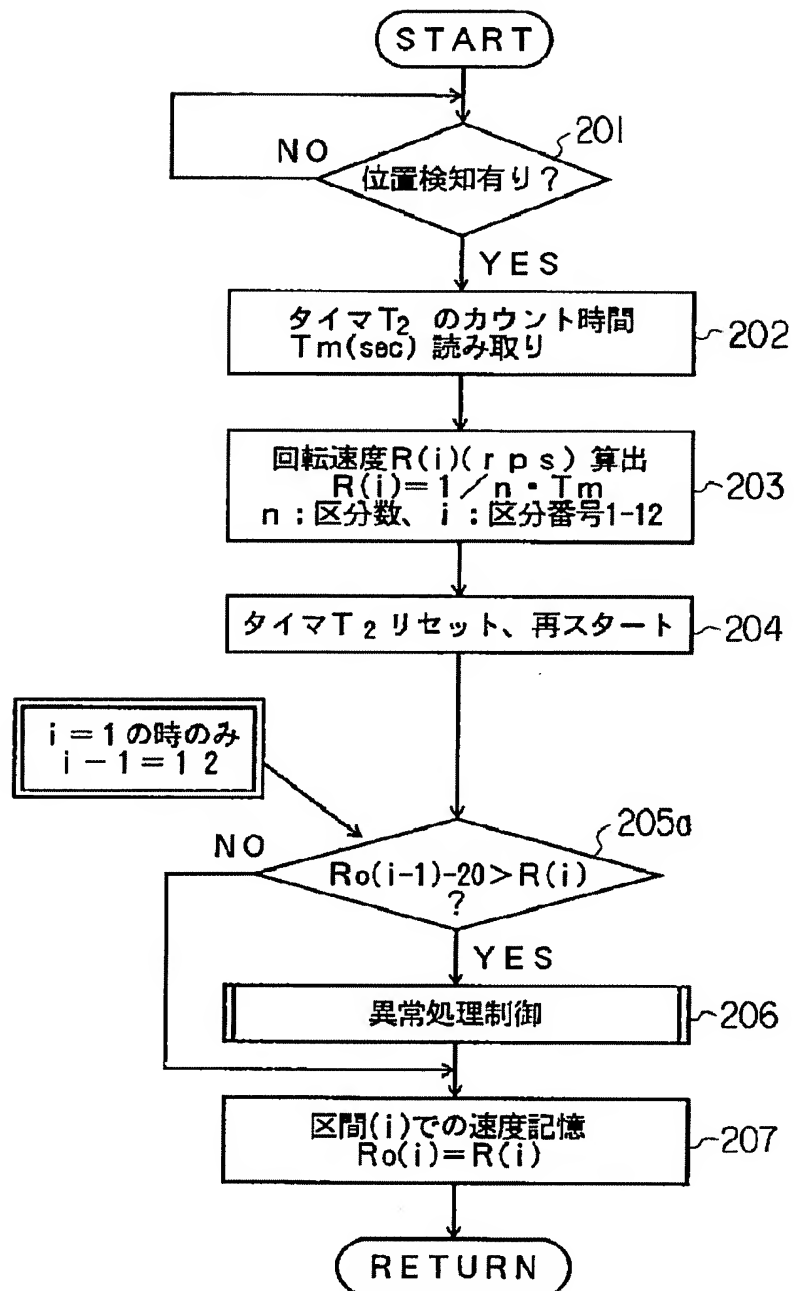 START
201
NO
位置検知有り?
YES
タイマT₂ のカウント時間
Tm(sec) 読み取り
202
回転速度R(i)(rps) 算出
R(i)=1/n・Tm
n:区分数、i:区分番号1-12
203
タイマT₂リセット、再スタート
204
i=1の時のみ
i-1=12
205a
NO
Ro(i-1)-20>R(i)
?
YES
異常処理制御
206
区間(i)での速度記憶
Ro(i)=R(i)
207
RETURN